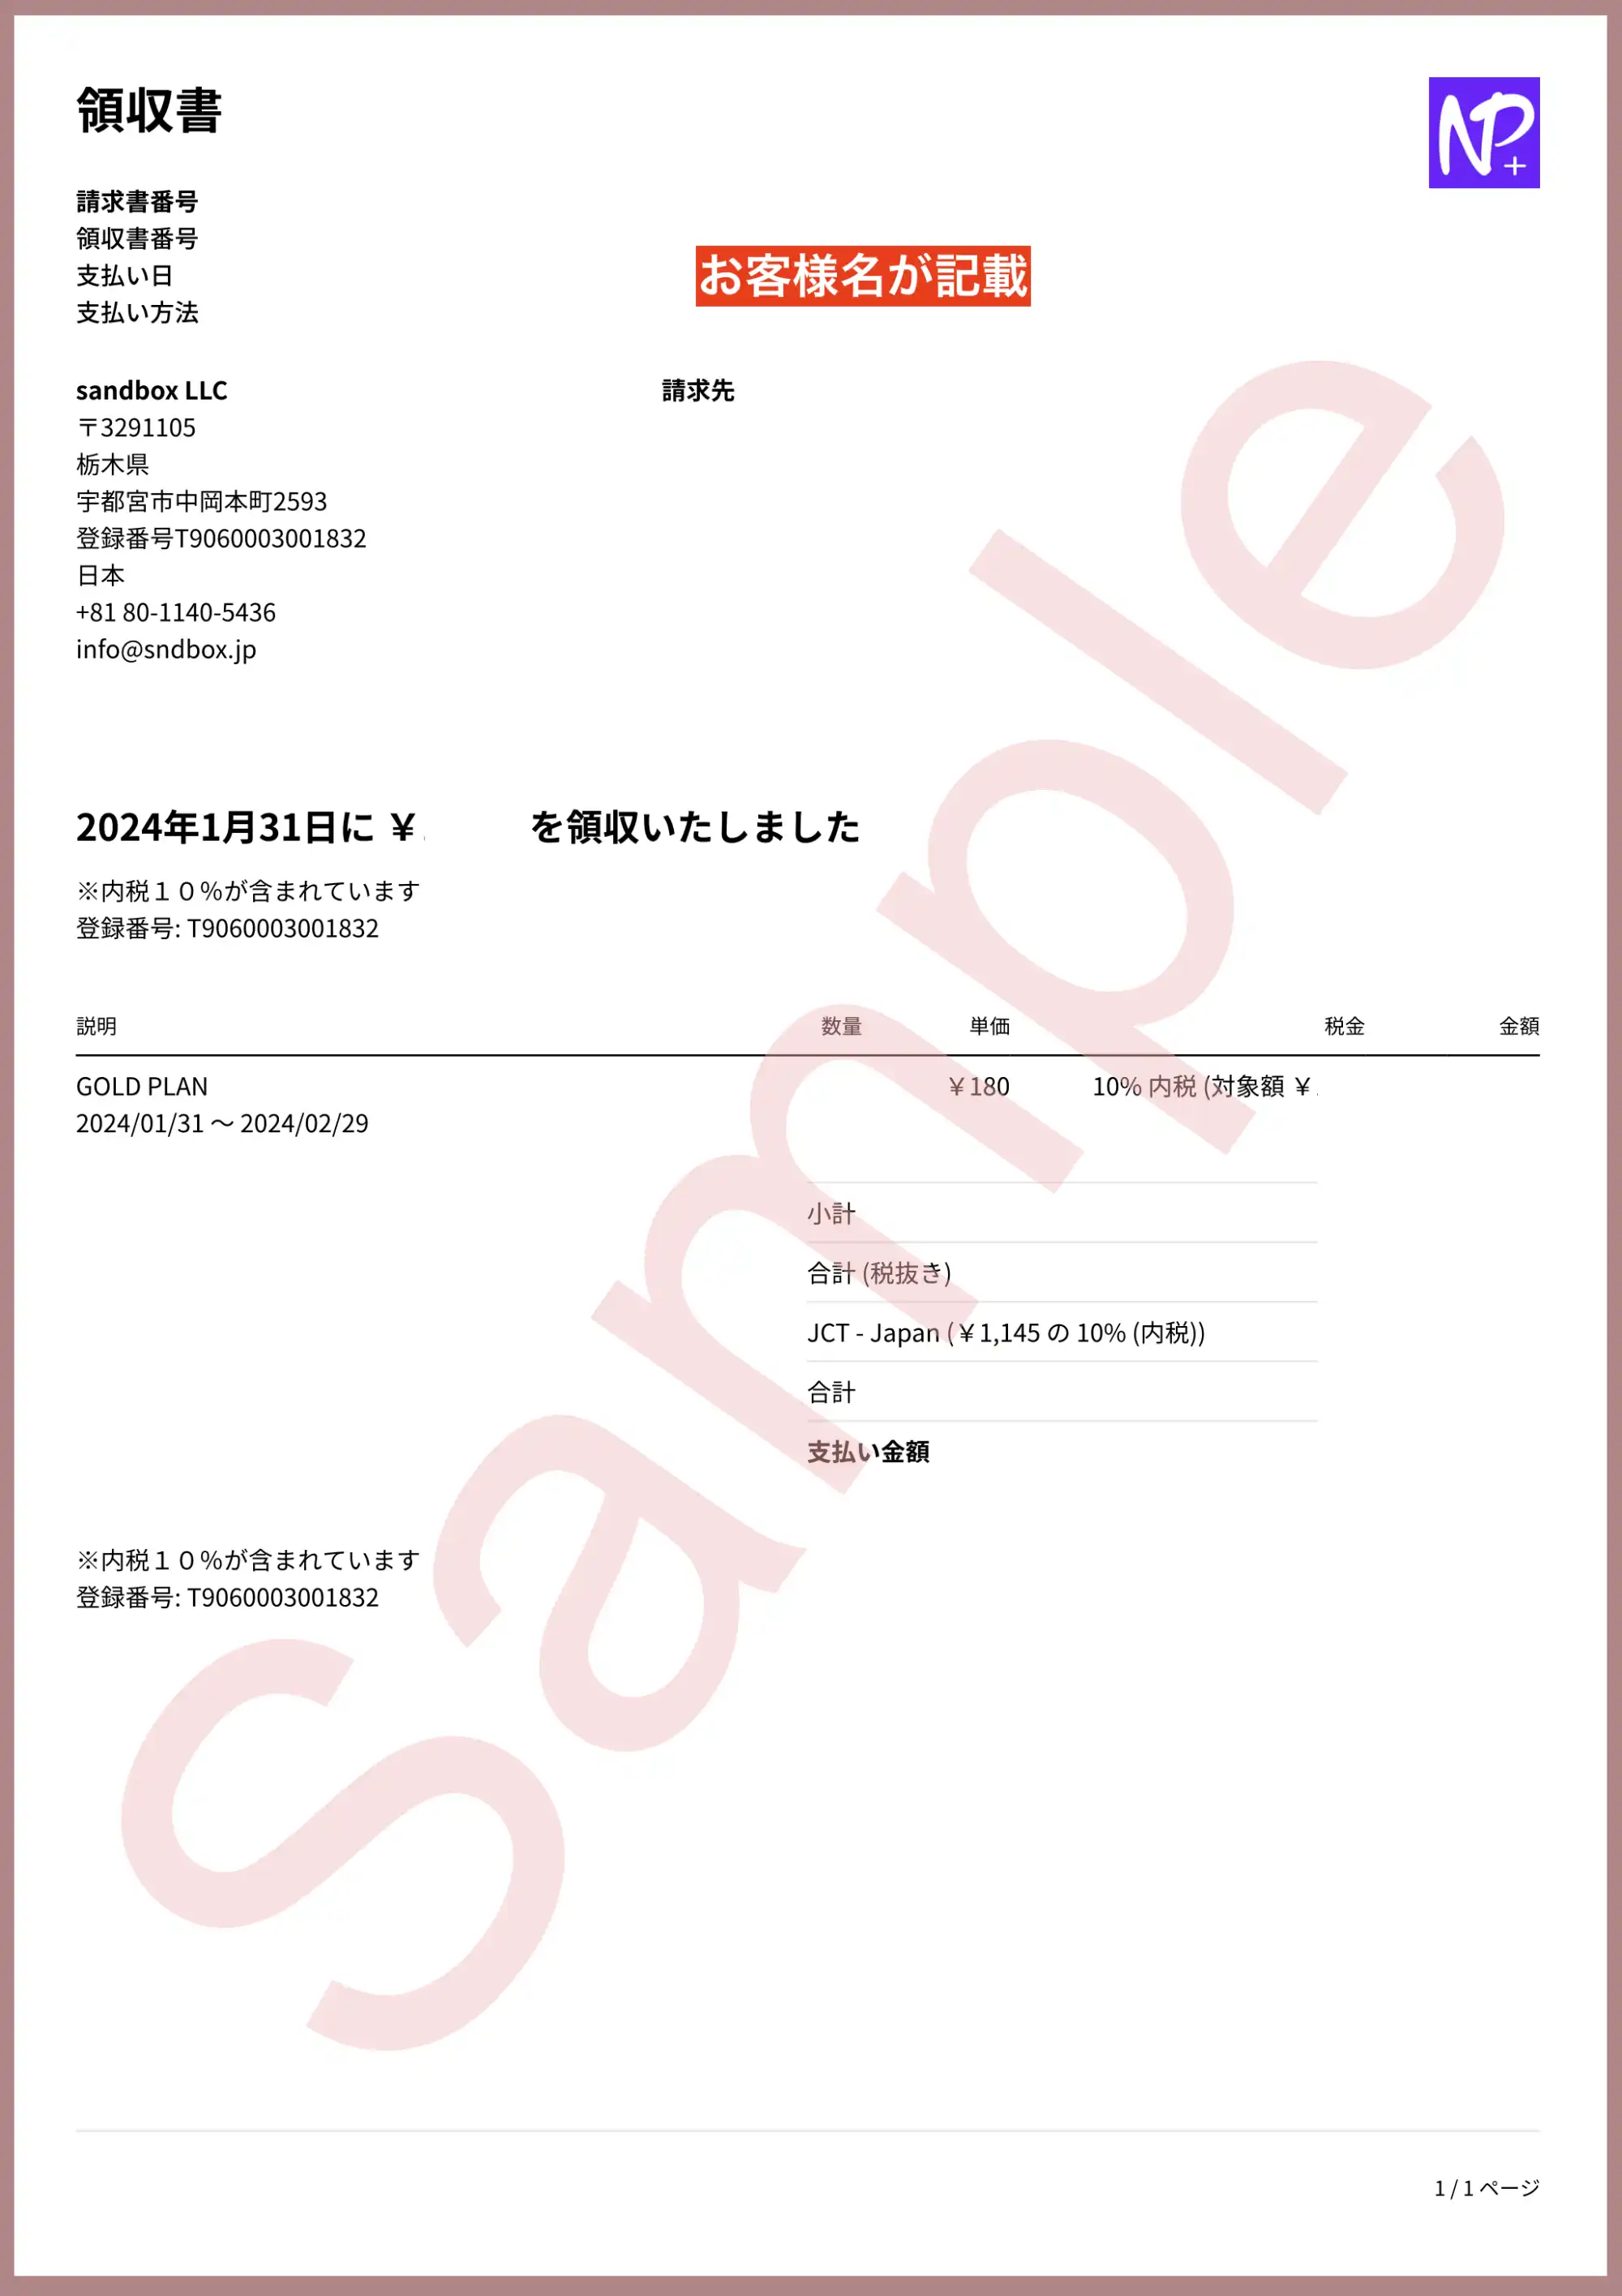 領収書
NP+
請求書番号
領収書番号
支払い日
支払い方法
お客様名が記載
sandbox LLC
〒3291105
栃木県
宇都宮市中岡本町2593
登録番号T9060003001832
日本
+81 80-1140-5436
info@sndbox.jp
請求先
2024年1月31日に ￥ を領収いたしました
※内税１０％が含まれています
登録番号: T9060003001832
説明 数量 単価 税金 金額
GOLD PLAN ￥180 10% 内税 (対象額 ￥
2024/01/31 〜 2024/02/29
小計
合計 (税抜き)
JCT - Japan (￥1,145 の 10% (内税))
合計
支払い金額
※内税１０％が含まれています
登録番号: T9060003001832
Sample
1 / 1 ページ